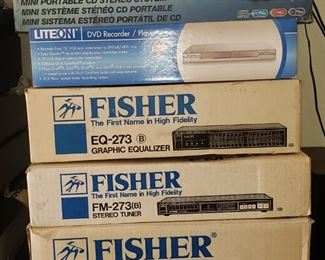 MINI PORTABLE CD STEREO SYSTEM
MINI SYSTÈME STÉRÉO CD PORTABLE
MINI SISTEMA ESTÉREO PORTÁTIL DE CD
LITEON DVD Recorder / Player
FISHER
The First Name in High Fidelity
EQ-273 B
GRAPHIC EQUALIZER
FISHER
The First Name in High Fidelity
FM-273(B)
STEREO TUNER
FISHER®